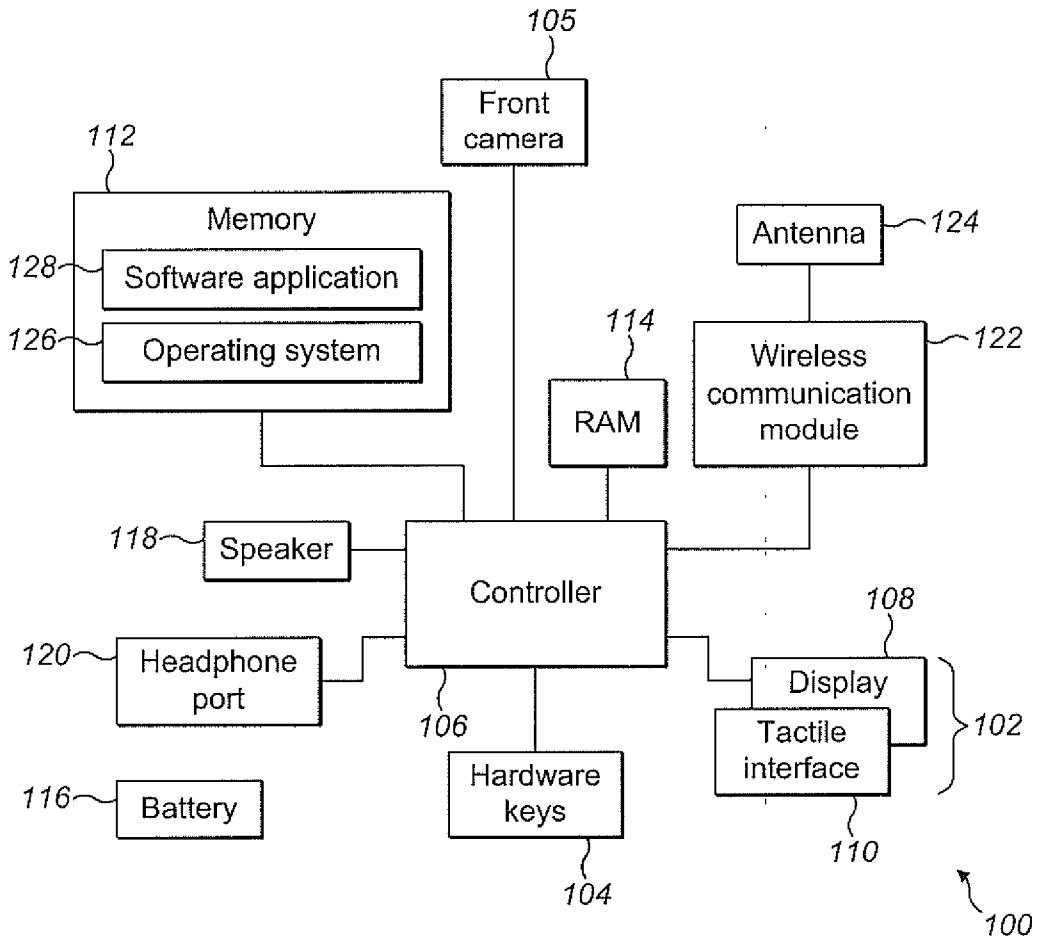 105
Front
camera
112
Memory
128
Software application
126
Operating system
Antenna
124
114
RAM
Wireless
communication
module
122
118
Speaker
Controller
106
108
Display
Tactile
interface
102
110
120
Headphone
port
116
Battery
Hardware
keys
104
100